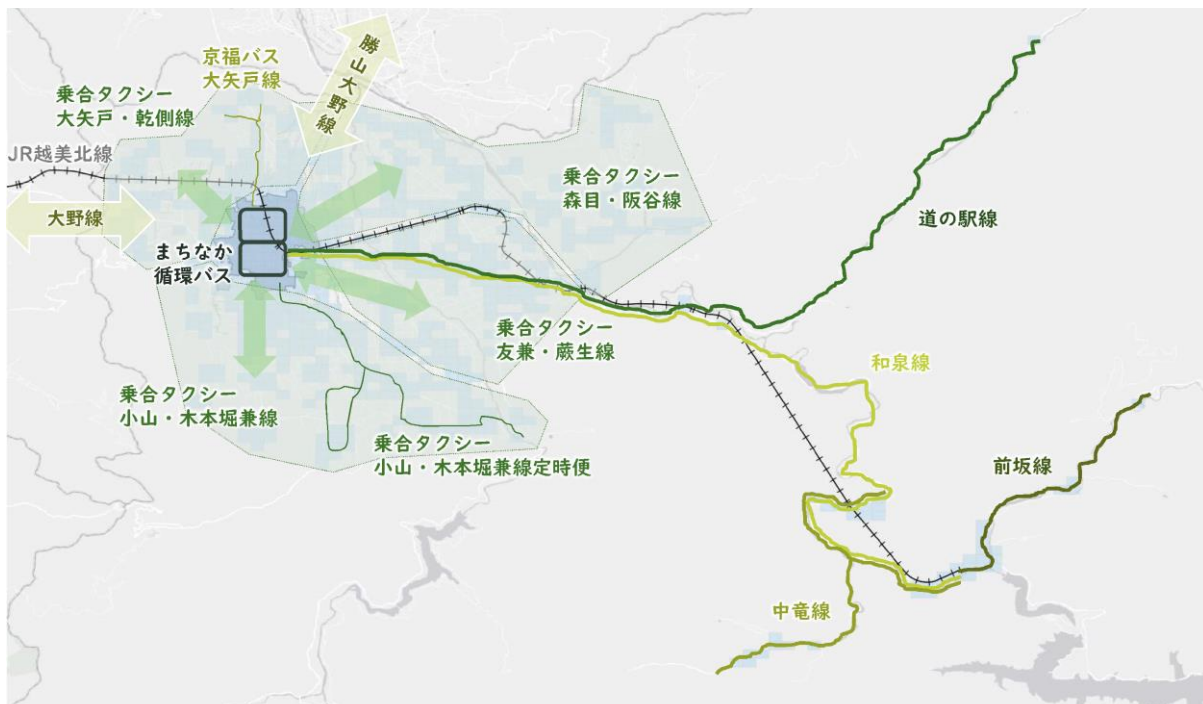 京福バス
大矢戸線
勝山大野線
乗合タクシー
大矢戸・乾側線
JR越美北線
大野線
まちなか
循環バス
乗合タクシー
森目・阪谷線
道の駅線
乗合タクシー
友兼・蕨生線
和泉線
乗合タクシー
小山・木本堀兼線
乗合タクシー
小山・木本堀兼線定時便
前坂線
中竜線